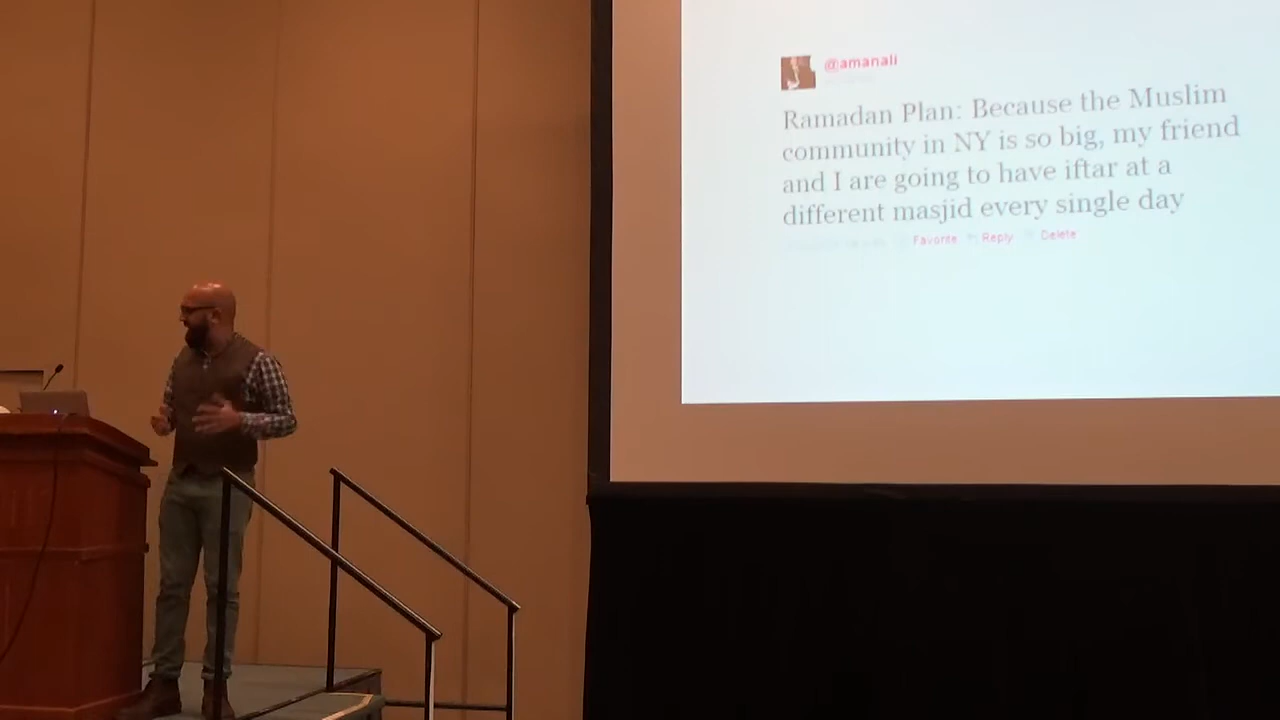 @amanali
Ramadan Plan: Because the Muslim
community in NY is so big, my friend
and I are going to have iftar at a
different masjid every single day
Favorite Reply Delete